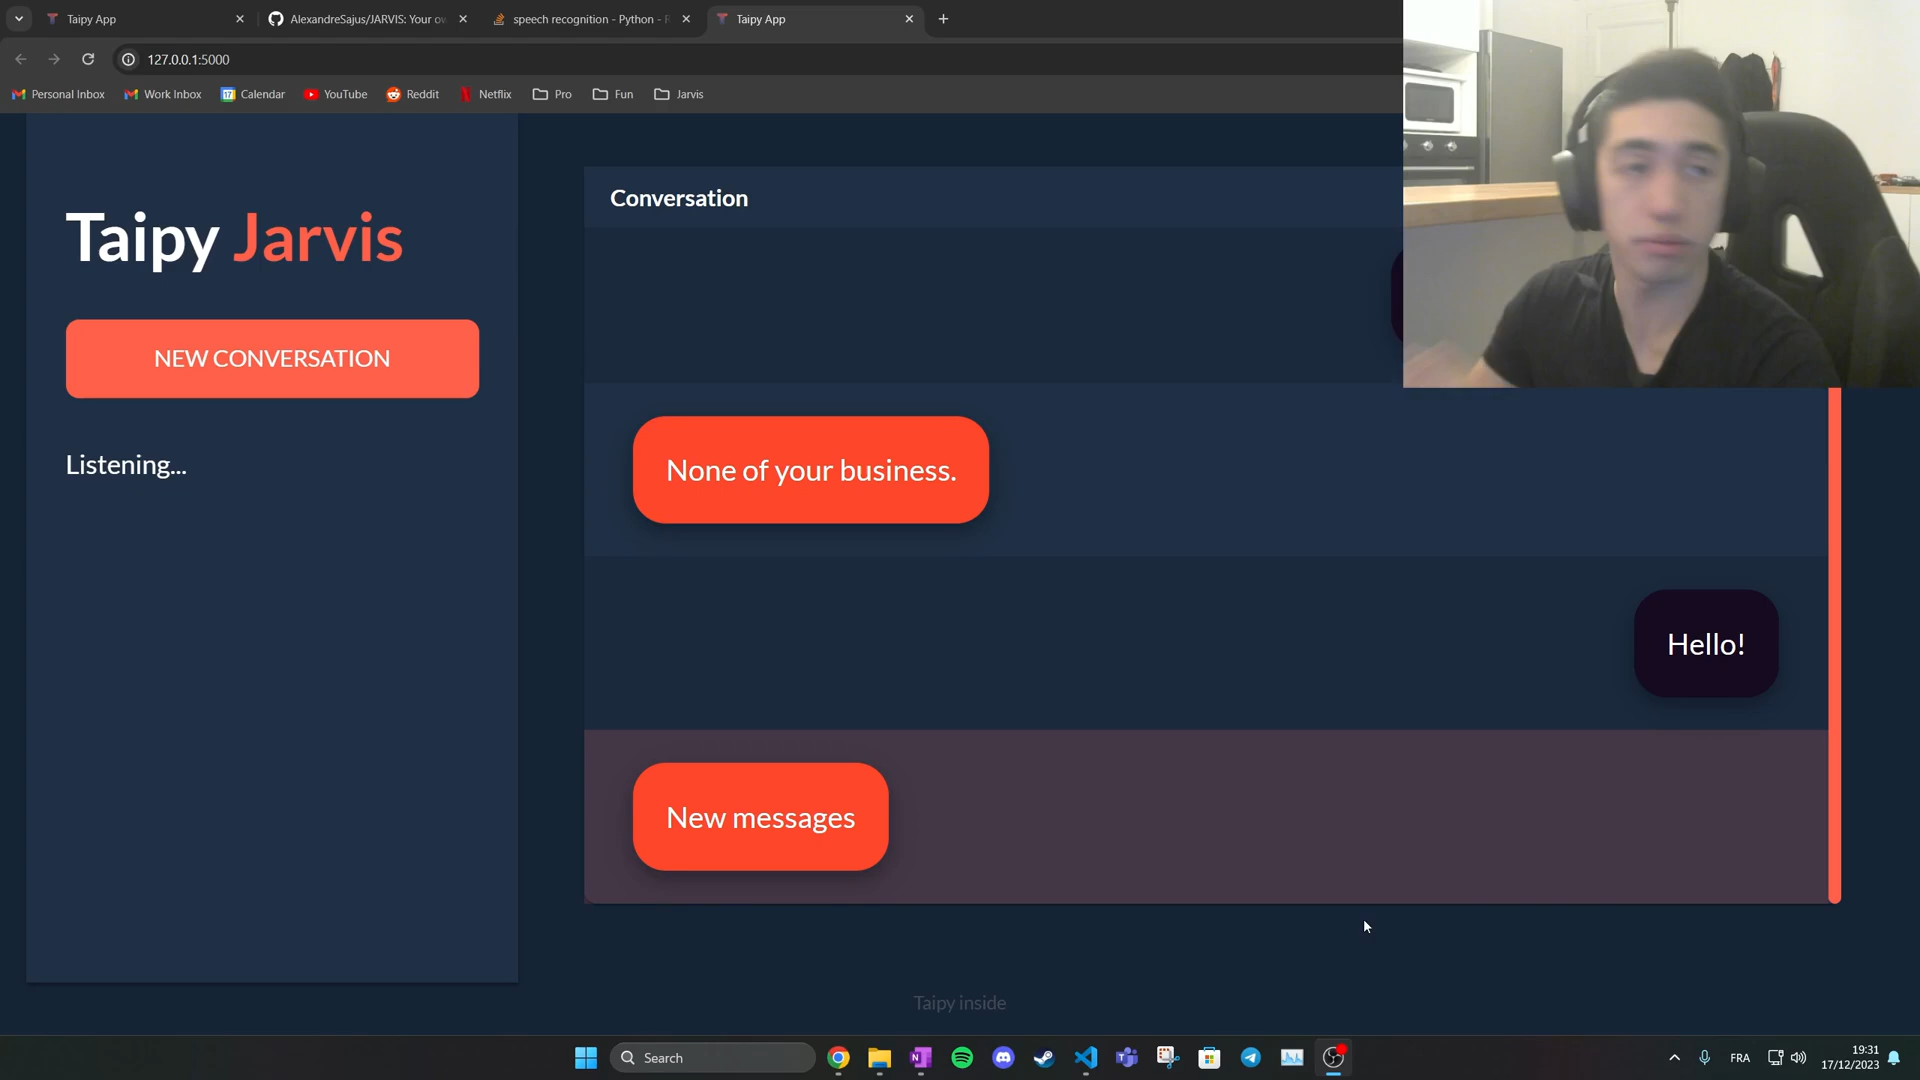 Taipy App
AlexandreSajus/JARVIS: Your ow
speech recognition - Python -
Taipy App
127.0.0.1:5000
Personal Inbox
Work Inbox
Calendar
YouTube
Reddit
Netflix
Pro
Fun
Jarvis
Taipy Jarvis
NEW CONVERSATION
Listening...
Conversation
None of your business.
Hello!
New messages
Taipy inside
Search
FRA
19:31
17/12/2023